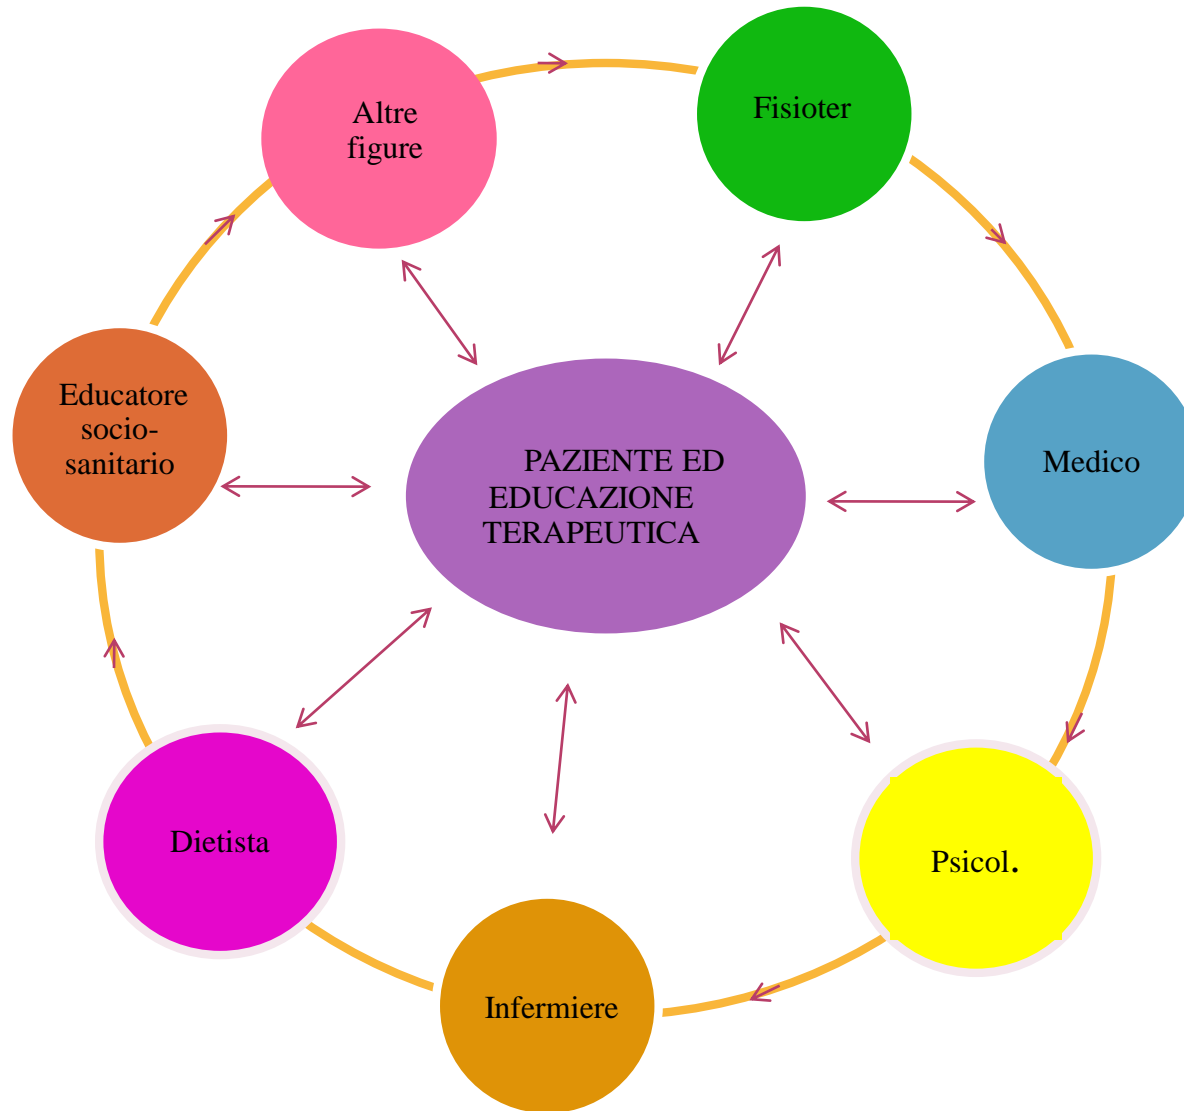 Altre
figure
Fisioter
Educatore
socio-
sanitario
PAZIENTE ED
EDUCAZIONE
TERAPEUTICA
Medico
Dietista
Psicol.
Infermiere